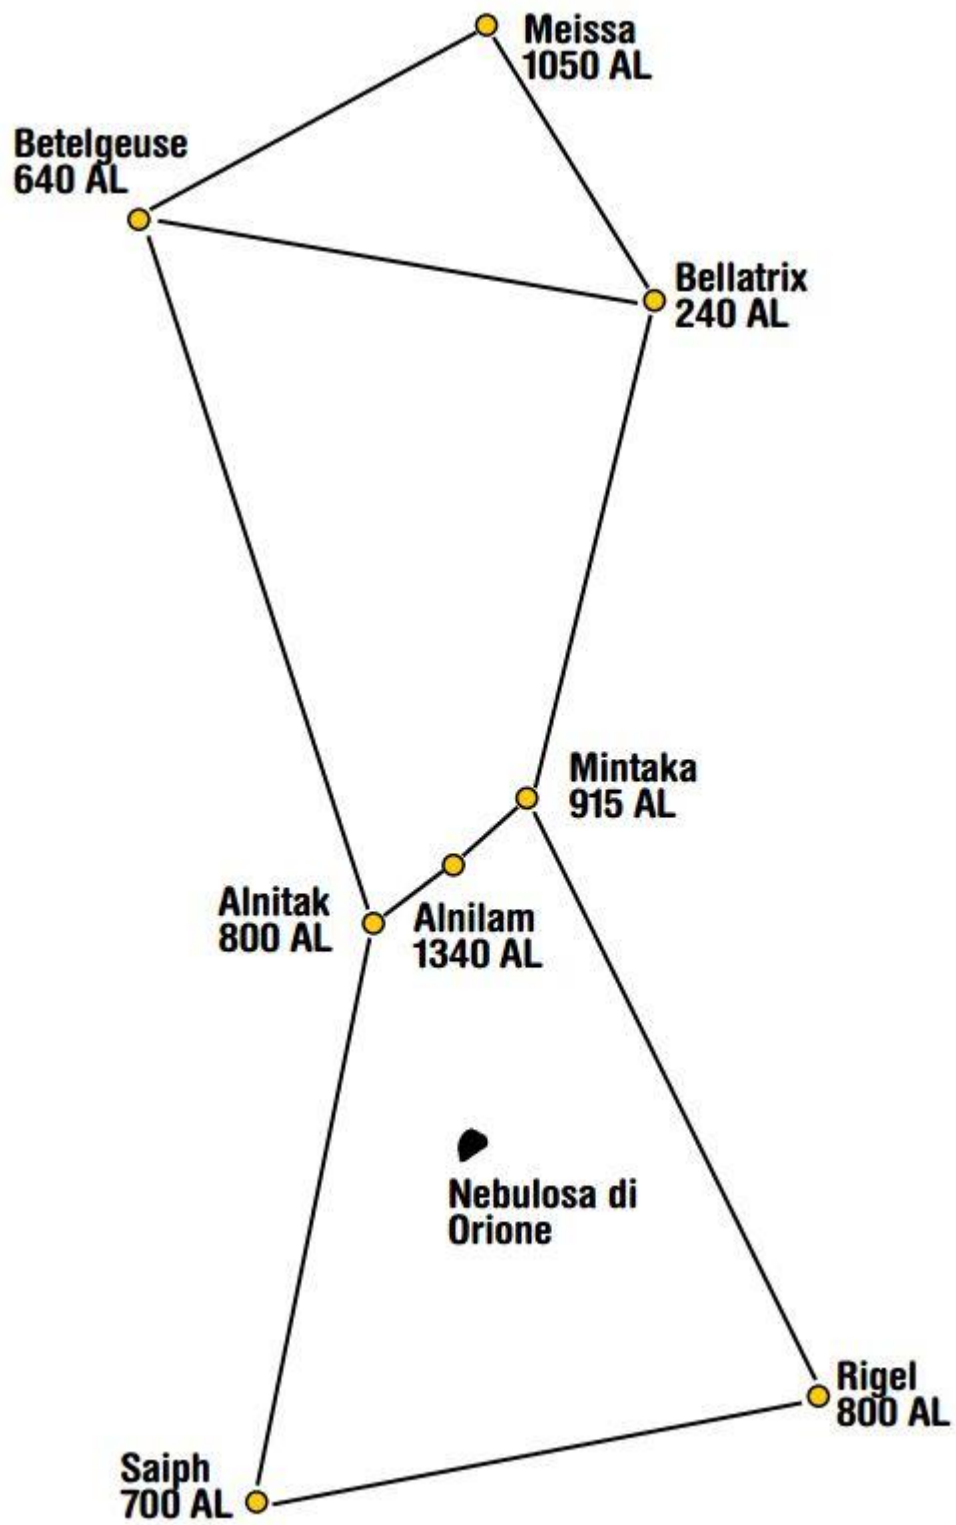 Meissa
1050 AL
Betelgeuse
640 AL
Bellatrix
240 AL
Mintaka
915 AL
Alnitak
800 AL
Alnilam
1340 AL
Nebulosa di
Orione
Rigel
800 AL
Saiph
700 AL